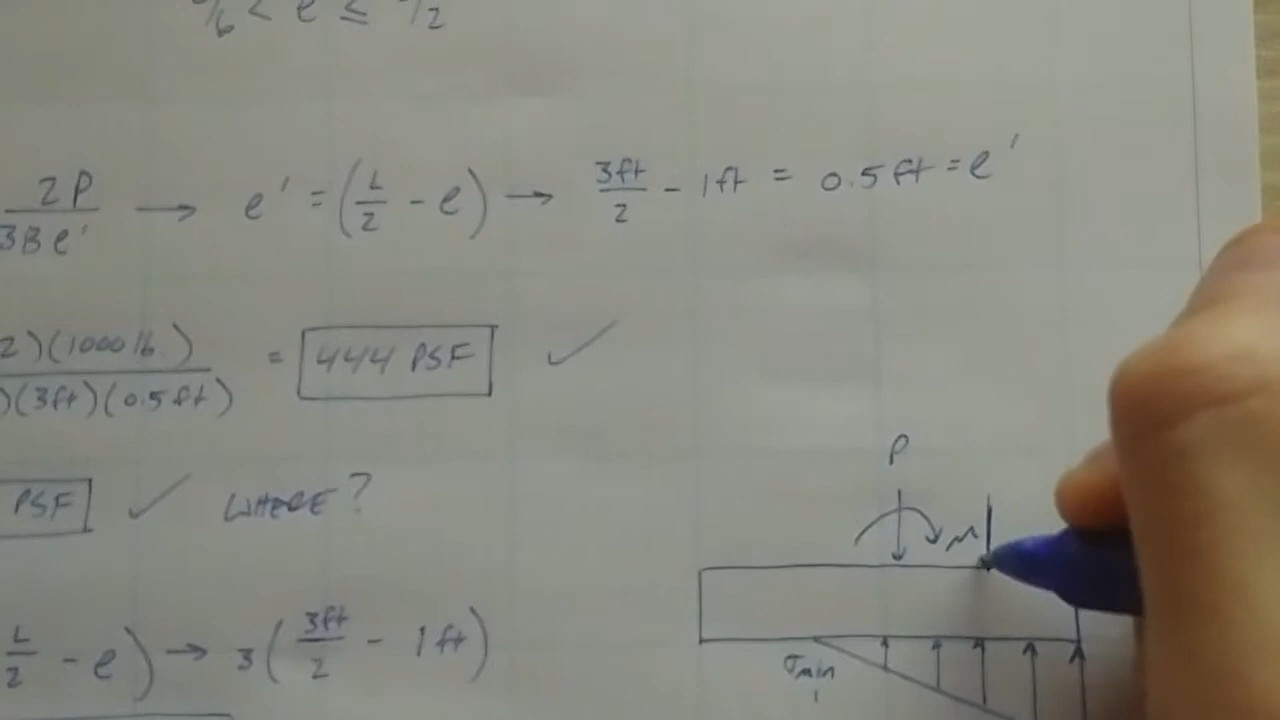 /6 < e ≤ /2
2P / 3Be' → e' = (L/2 - e) → 3ft/2 - 1ft = 0.5ft = e'
2)(1000 lb.) / )(3ft)(0.5ft) = 444 PSF ✓
PSF ✓ WHERE?
P
M
L/2 - e) → 3(3ft/2 - 1ft)
σmin